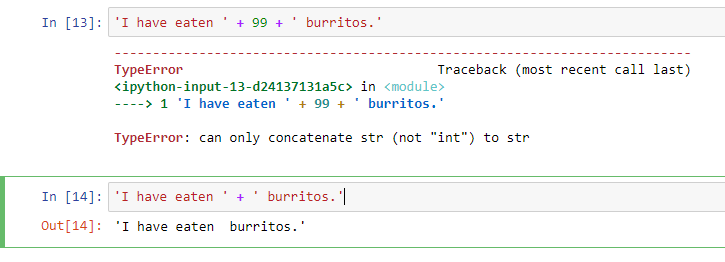 In [13]: 'I have eaten ' + 99 + ' burritos.'
---------------------------------------------------------------------------
TypeError                                 Traceback (most recent call last)
<ipython-input-13-d24137131a5c> in <module>
----> 1 'I have eaten ' + 99 + ' burritos.'
TypeError: can only concatenate str (not "int") to str
In [14]: 'I have eaten ' + ' burritos.'
Out[14]: 'I have eaten  burritos.'